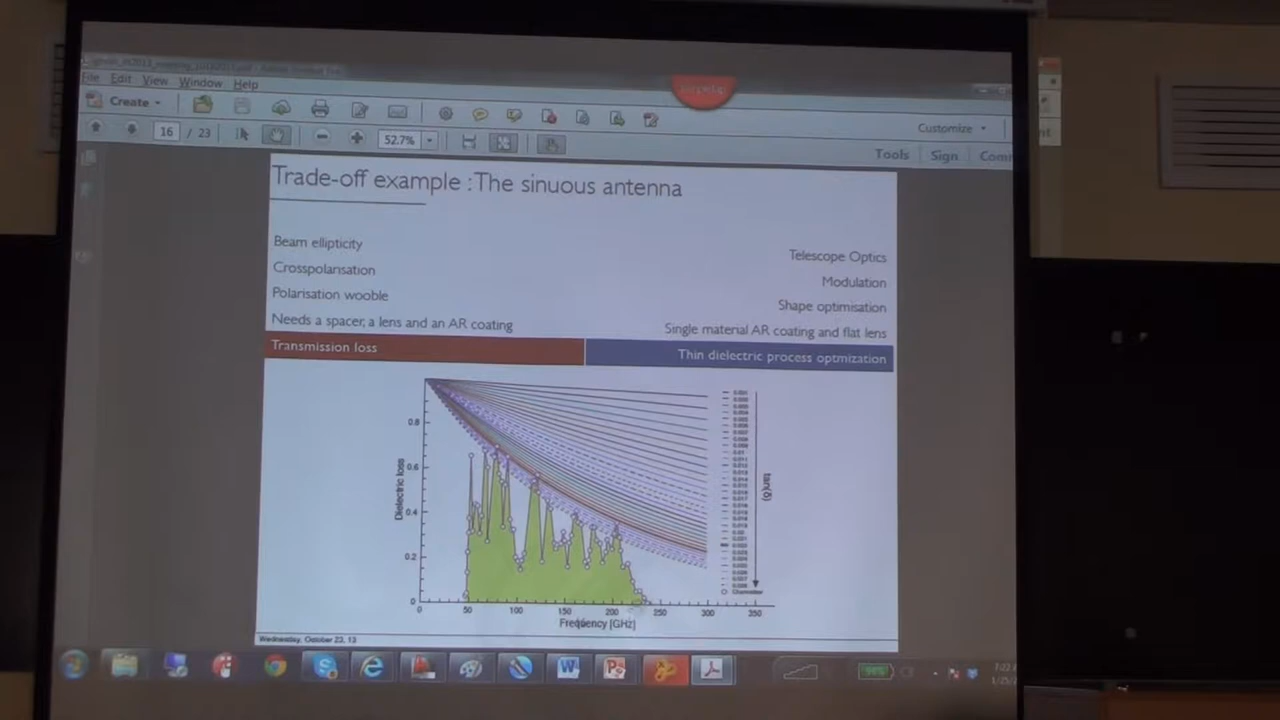 File Edit View Window Help
Create
Customize
16 / 23
52.7%
Tools Sign Com
Trade-off example : The sinuous antenna
Beam ellipticity
Telescope Optics
Crosspolarisation
Modulation
Polarisation wooble
Shape optimisation
Needs a spacer, a lens and an AR coating
Single material AR coating and flat lens
Transmission loss
Thin dielectric process optmization
0.8
0.6
0.4
0.2
0
Dielectric loss
tan(δ)
0 50 100 150 200 250 300 350
Frequency [GHz]
Wednesday, October 23, 13